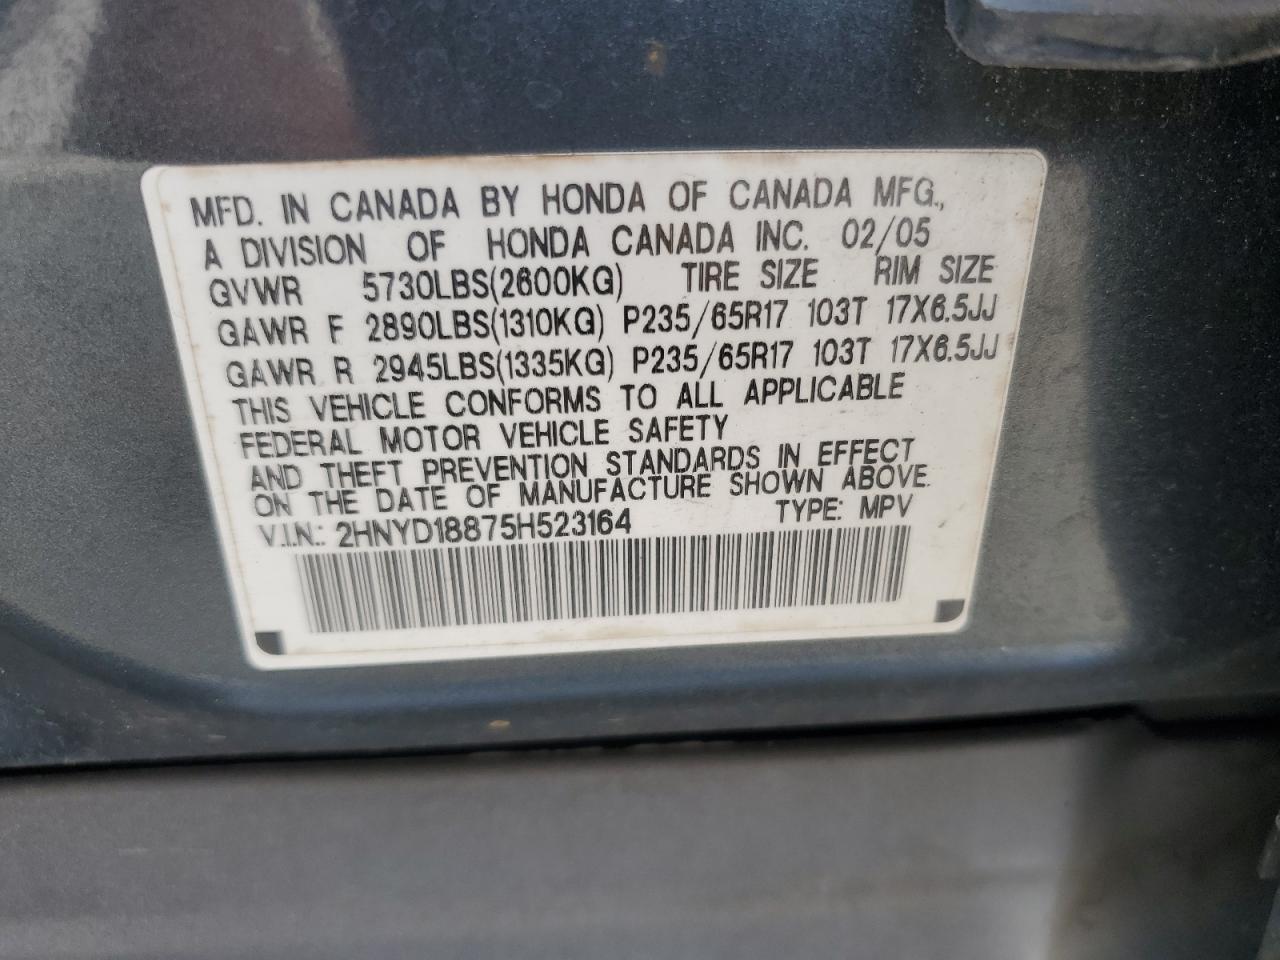 MFD. IN CANADA BY HONDA OF CANADA MFG.,
A DIVISION OF HONDA CANADA INC. 02/05
GVWR 5730LBS(2600KG) TIRE SIZE RIM SIZE
GAWR F 2890LBS(1310KG) P235/65R17 103T 17X6.5JJ
GAWR R 2945LBS(1335KG) P235/65R17 103T 17X6.5JJ
THIS VEHICLE CONFORMS TO ALL APPLICABLE
FEDERAL MOTOR VEHICLE SAFETY
AND THEFT PREVENTION STANDARDS IN EFFECT
ON THE DATE OF MANUFACTURE SHOWN ABOVE.
V.I.N.: 2HNYD18875H523164 TYPE: MPV